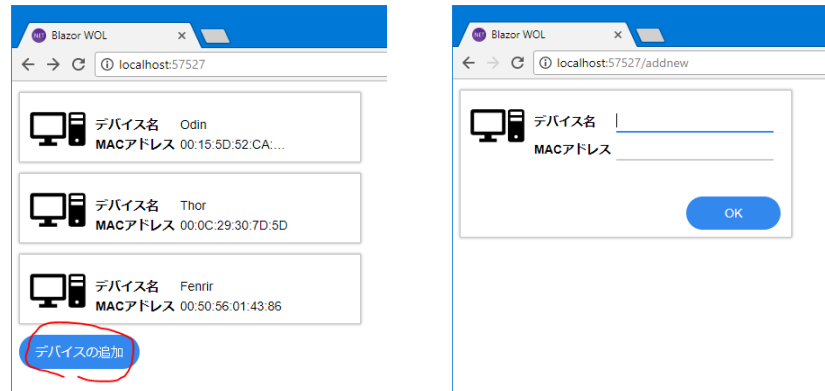 Blazor WOL
localhost:57527
デバイス名 Odin
MACアドレス 00:15:5D:52:CA:...
デバイス名 Thor
MACアドレス 00:0C:29:30:7D:5D
デバイス名 Fenrir
MACアドレス 00:50:56:01:43:86
デバイスの追加
Blazor WOL
localhost:57527/addnew
デバイス名
MACアドレス
OK